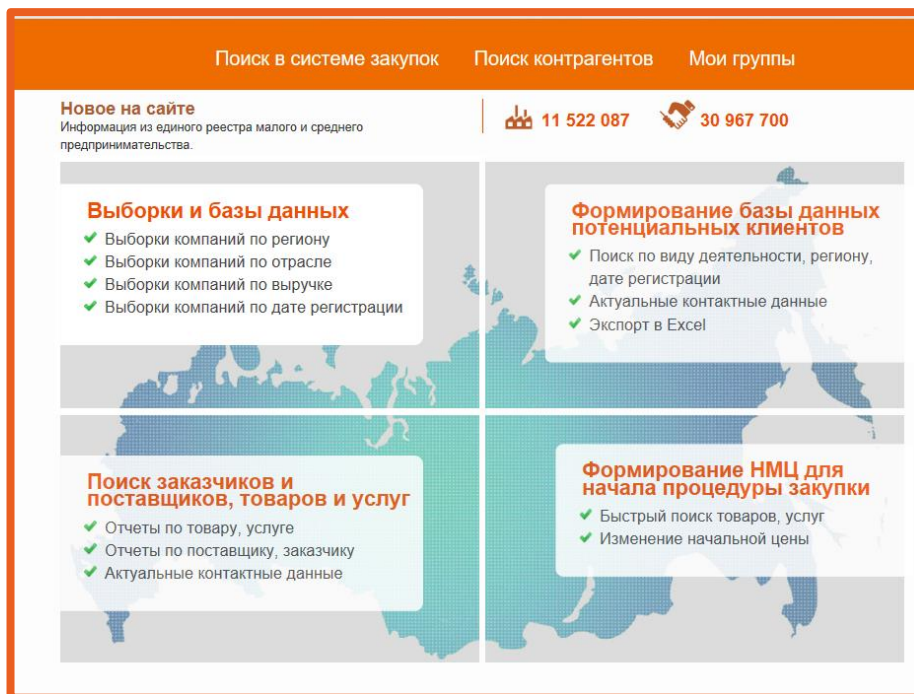 Поиск в системе закупок Поиск контрагентов Мои группы
Новое на сайте
Информация из единого реестра малого и среднего
предпринимательства.
11 522 087 30 967 700
Выборки и базы данных
Выборки компаний по региону
Выборки компаний по отрасле
Выборки компаний по выручке
Выборки компаний по дате регистрации
Формирование базы данных
потенциальных клиентов
Поиск по виду деятельности, региону,
дате регистрации
Актуальные контактные данные
Экспорт в Excel
Поиск заказчиков и
поставщиков, товаров и услуг
Отчеты по товару, услуге
Отчеты по поставщику, заказчику
Актуальные контактные данные
Формирование НМЦ для
начала процедуры закупки
Быстрый поиск товаров, услуг
Изменение начальной цены